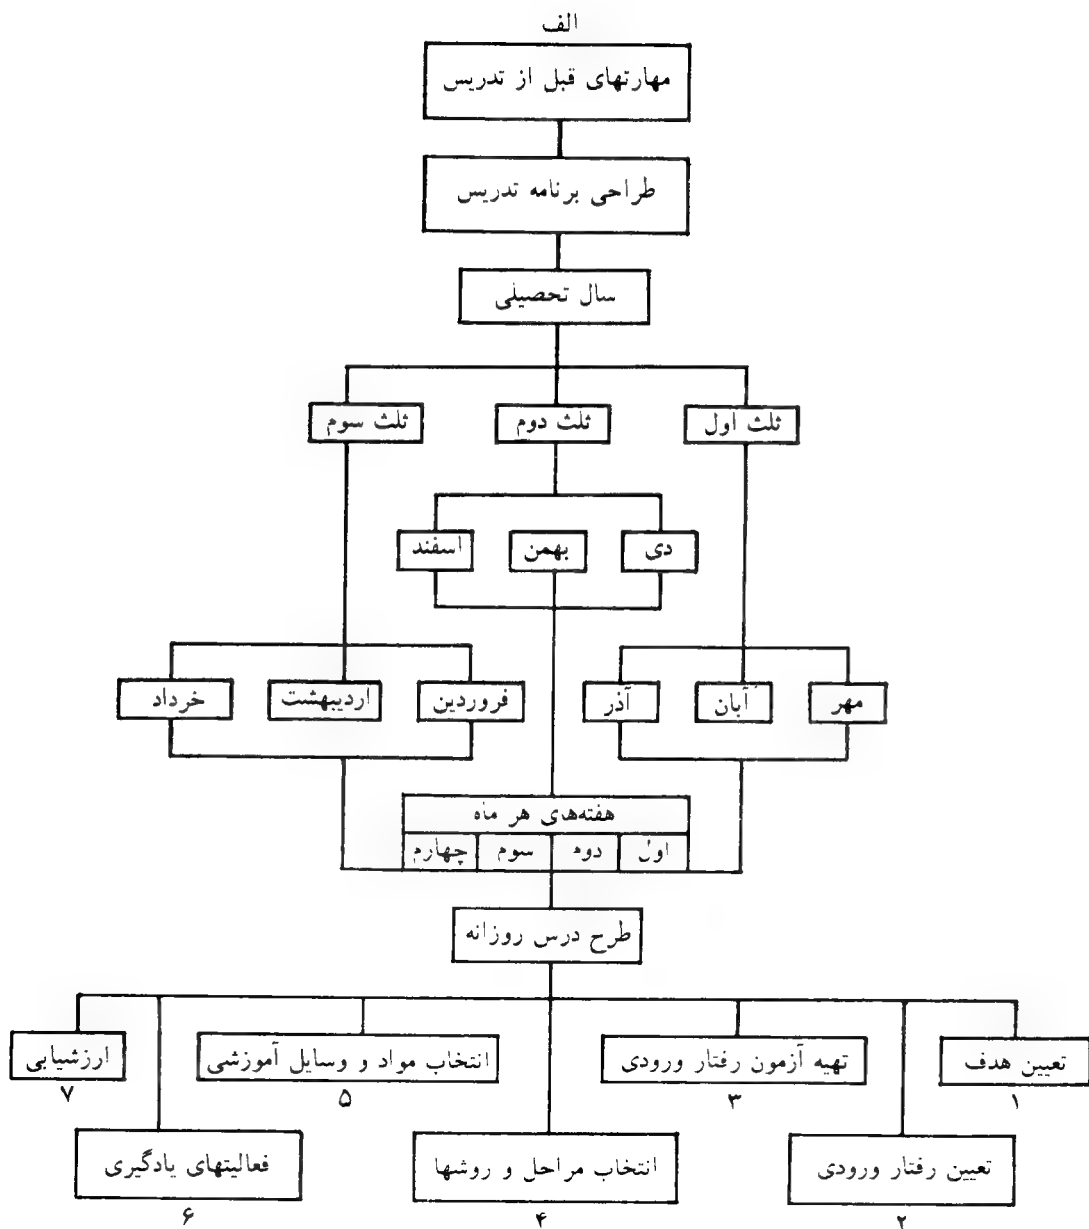 الف
مهارتهای قبل از تدریس
طراحی برنامه تدریس
سال تحصیلی
ثلث اول
ثلث دوم
ثلث سوم
دی
بهمن
اسفند
مهر
آبان
آذر
فروردین
اردیبهشت
خرداد
هفته‌های هر ماه
اول
دوم
سوم
چهارم
طرح درس روزانه
تعیین هدف
۱
تهیه آزمون رفتار ورودی
۳
انتخاب مواد و وسایل آموزشی
۵
ارزشیابی
۷
تعیین رفتار ورودی
۲
انتخاب مراحل و روشها
۴
فعالیتهای یادگیری
۶